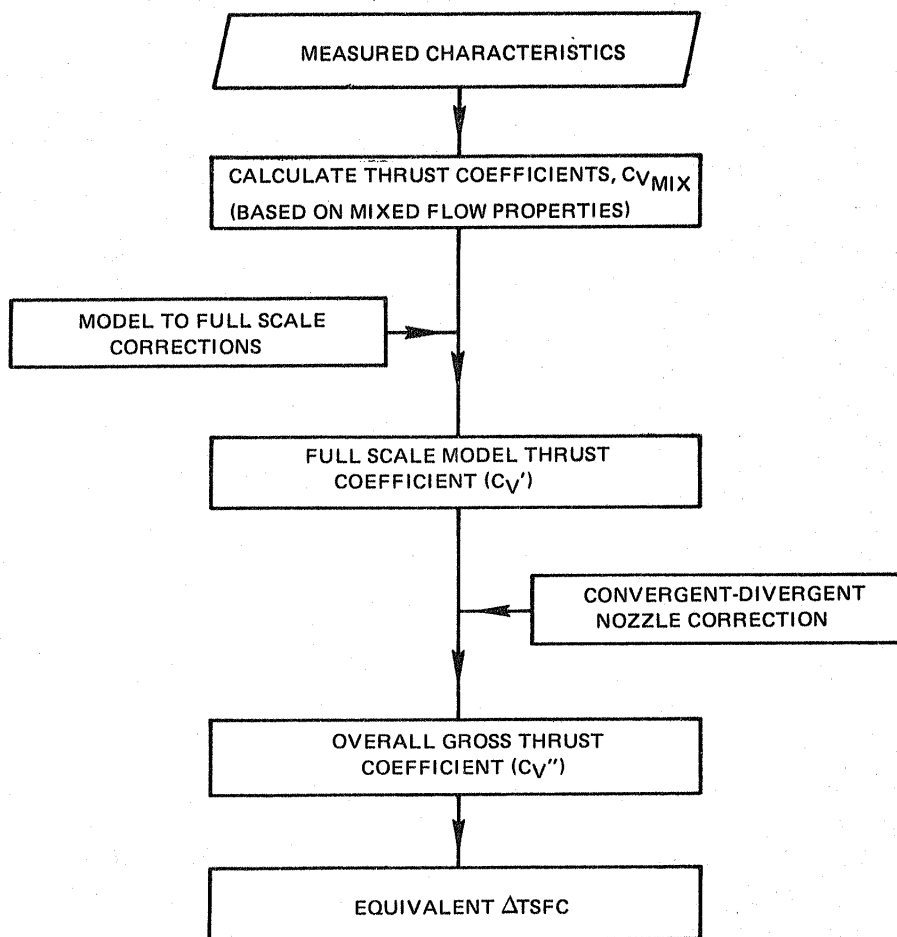 MEASURED CHARACTERISTICS
CALCULATE THRUST COEFFICIENTS, CVMIX
(BASED ON MIXED FLOW PROPERTIES)
MODEL TO FULL SCALE
CORRECTIONS
FULL SCALE MODEL THRUST
COEFFICIENT (CV')
CONVERGENT-DIVERGENT
NOZZLE CORRECTION
OVERALL GROSS THRUST
COEFFICIENT (CV'')
EQUIVALENT ΔTSFC